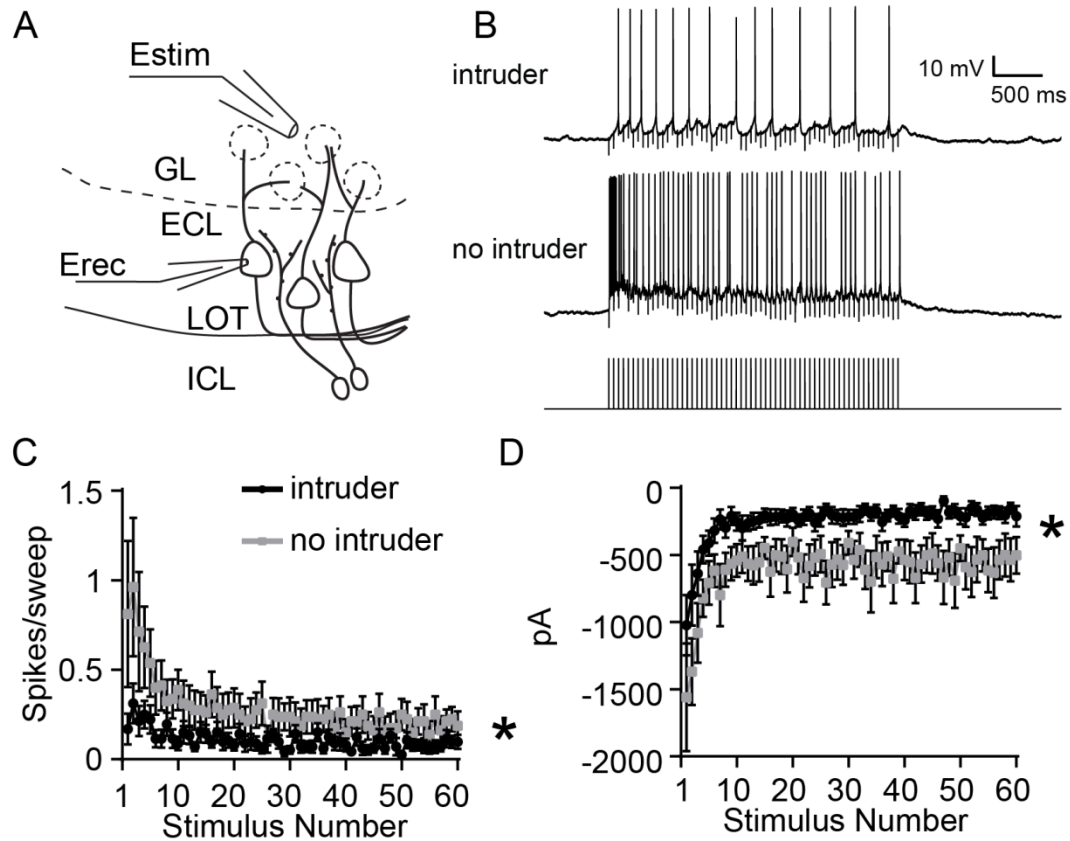 A
Estim
GL
ECL
Erec
LOT
ICL
B
intruder
10 mV
500 ms
no intruder
C
intruder
no intruder
Spikes/sweep
1.5
1
0.5
0
1 10 20 30 40 50 60
Stimulus Number
*
D
pA
0
-500
-1000
-1500
-2000
1 10 20 30 40 50 60
Stimulus Number
*